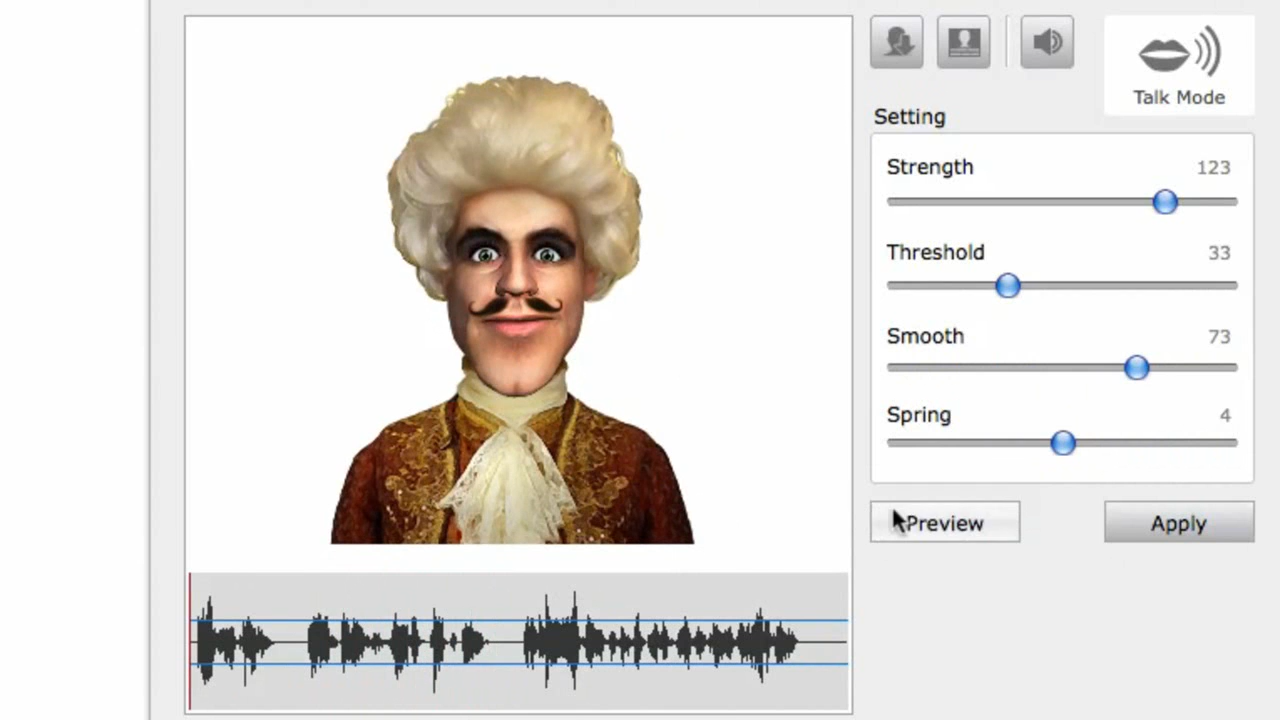 Talk Mode
Setting
Strength 123
Threshold 33
Smooth 73
Spring 4
Preview Apply